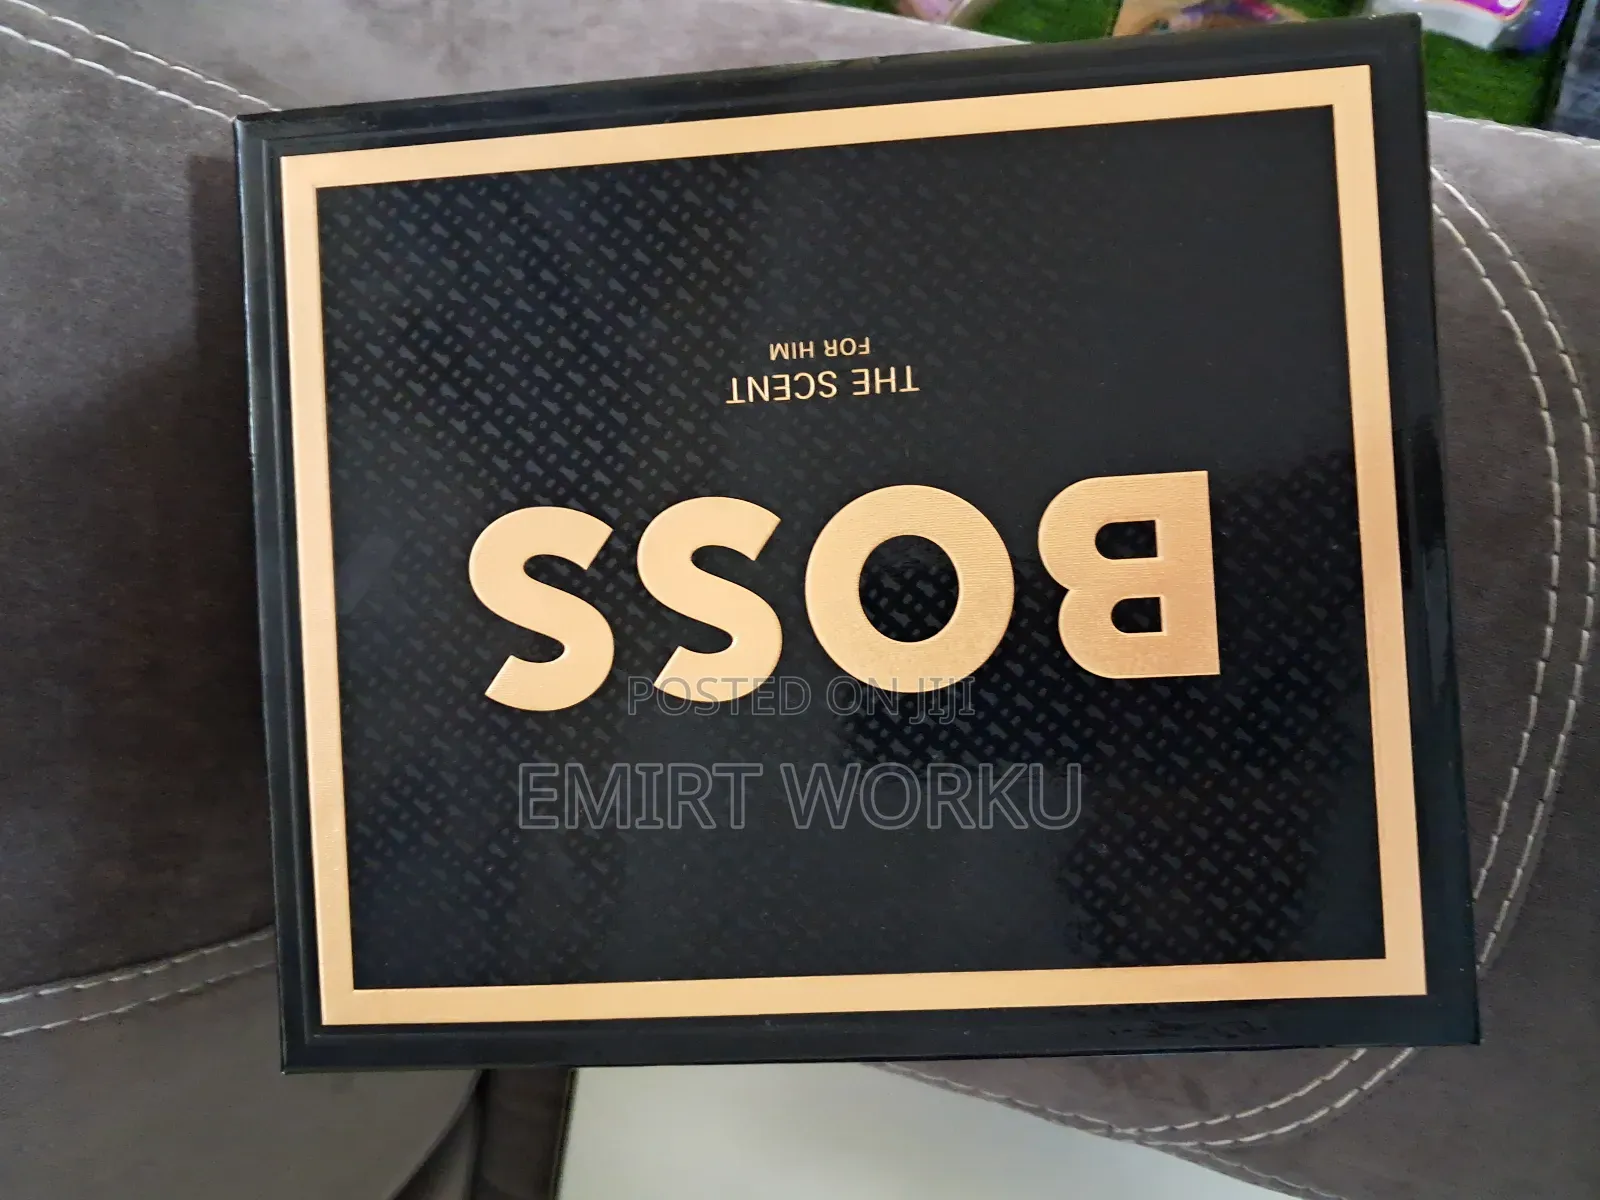 BOSS
THE SCENT
FOR HIM
POSTED ON JIJI
EMIRT WORKU